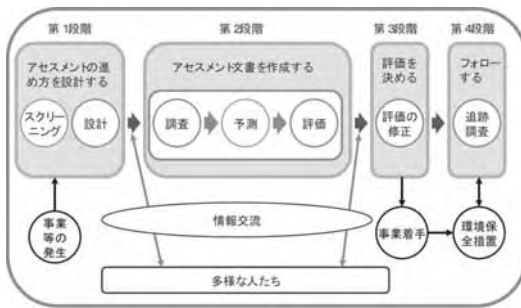 第1段階
第2段階
第3段階
第4段階
アセスメントの進
め方を設計する
アセスメント文書を作成する
評価を
決める
フォロー
する
スクリー
ニング
設計
調査
予測
評価
評価の
修正
追跡
調査
事業
等の
発生
情報交流
事業着手
環境保
全措置
多様な人たち